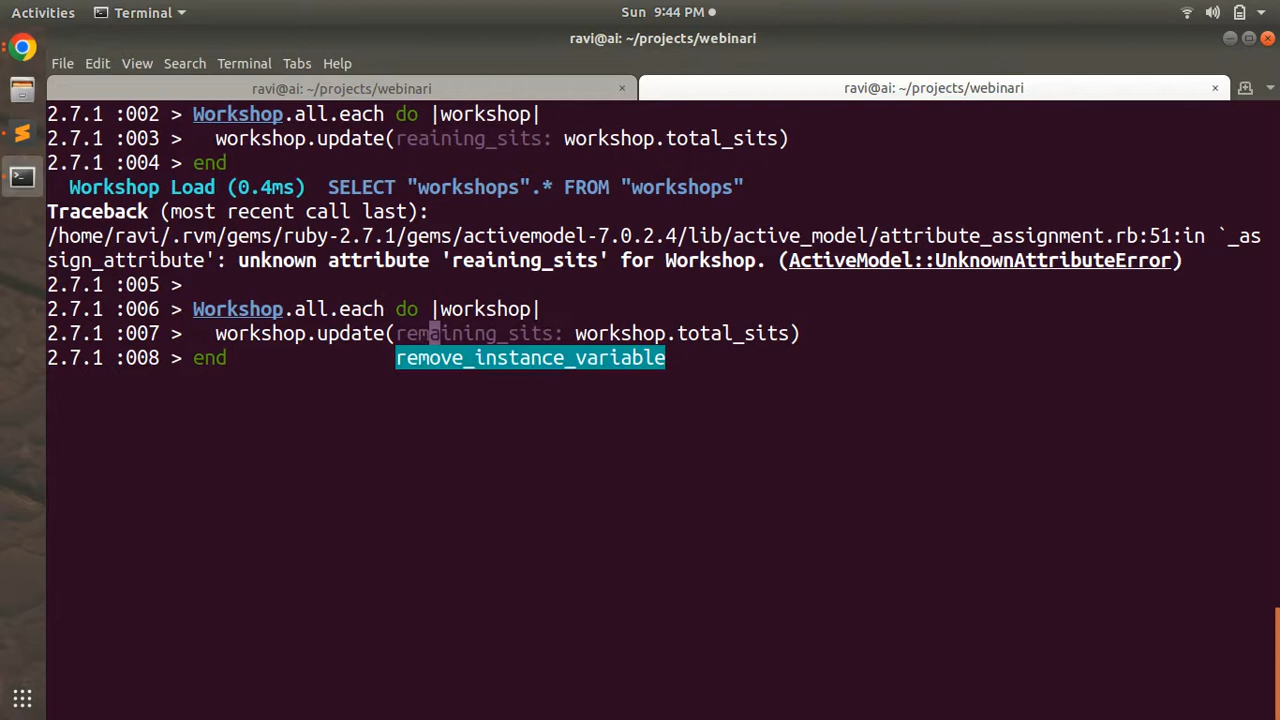 Activities Terminal Sun 9:44 PM
ravi@ai: ~/projects/webinari
File Edit View Search Terminal Tabs Help
ravi@ai: ~/projects/webinari × ravi@ai: ~/projects/webinari ×
2.7.1 :002 > Workshop.all.each do |workshop|
2.7.1 :003 >   workshop.update(reaining_sits: workshop.total_sits)
2.7.1 :004 > end
  Workshop Load (0.4ms)  SELECT "workshops".* FROM "workshops"
Traceback (most recent call last):
/home/ravi/.rvm/gems/ruby-2.7.1/gems/activemodel-7.0.2.4/lib/active_model/attribute_assignment.rb:51:in `_as
sign_attribute': unknown attribute 'reaining_sits' for Workshop. (ActiveModel::UnknownAttributeError)
2.7.1 :005 >
2.7.1 :006 > Workshop.all.each do |workshop|
2.7.1 :007 >   workshop.update(remaining_sits: workshop.total_sits)
2.7.1 :008 > end remove_instance_variable